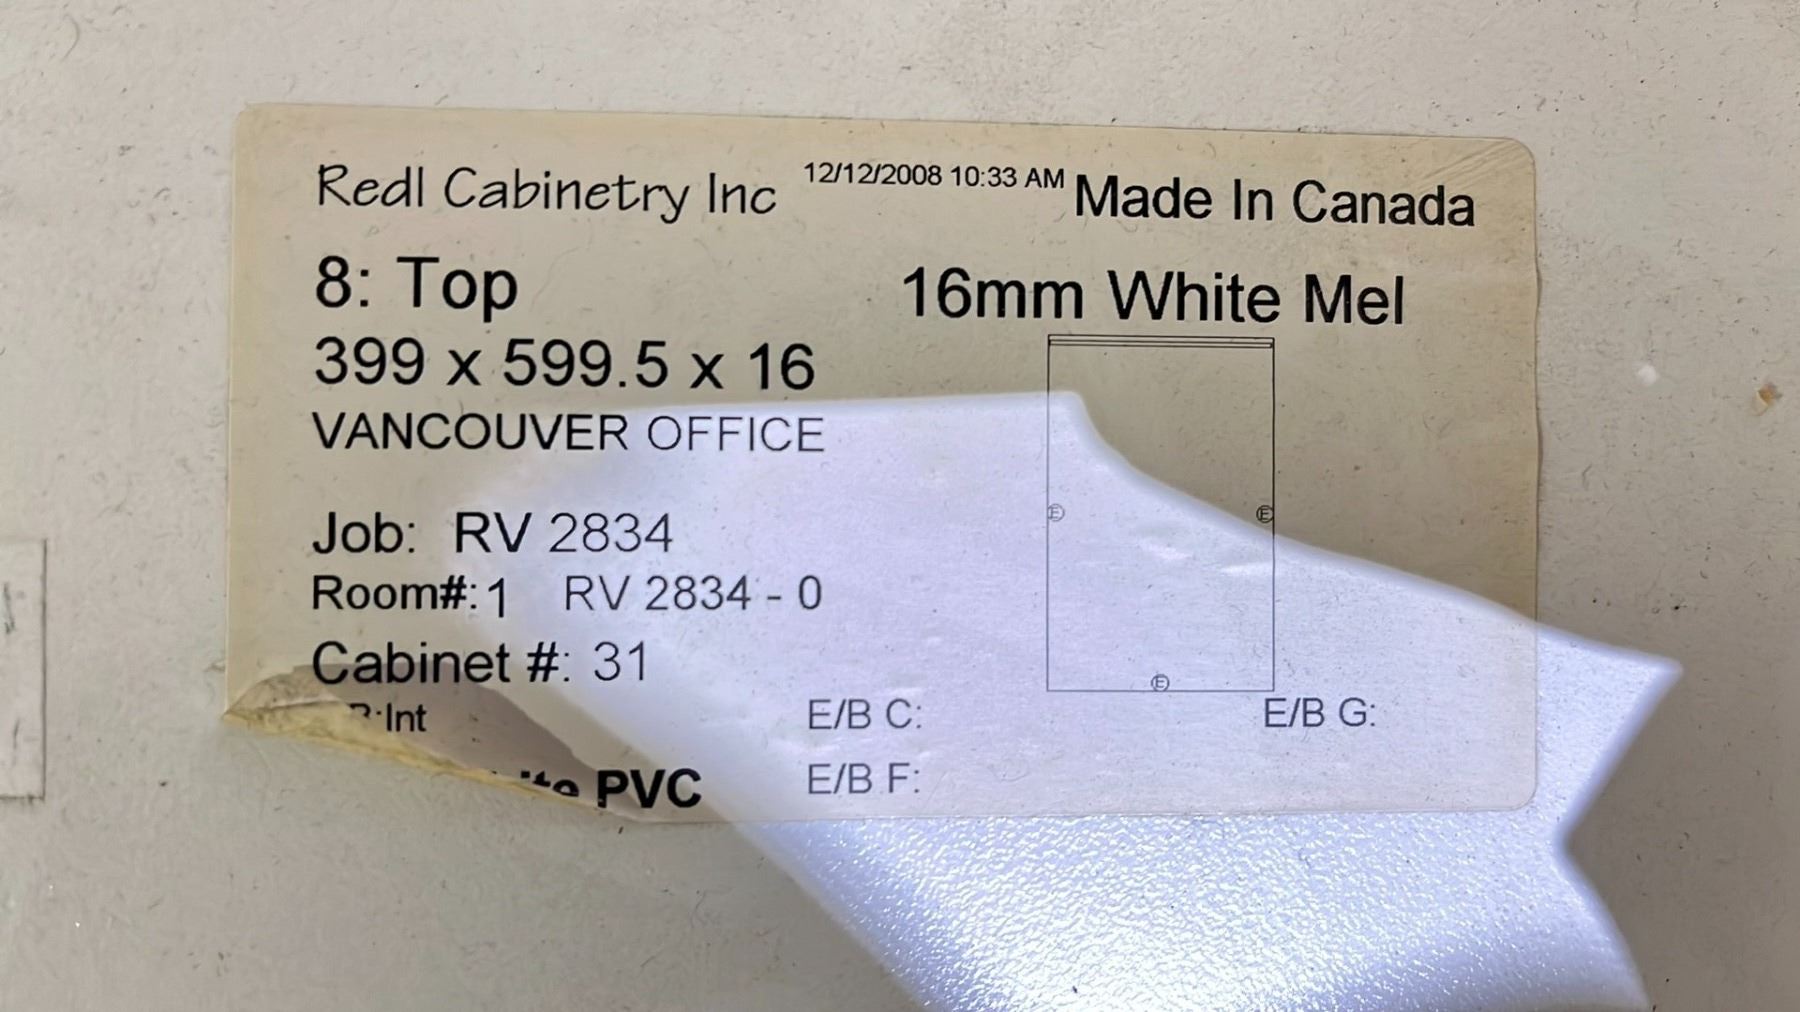 Redl Cabinetry Inc 12/12/2008 10:33 AM Made In Canada
8: Top 16mm White Mel
399 x 599.5 x 16
VANCOUVER OFFICE
E E
Job: RV 2834
Room#: 1 RV 2834 - 0
Cabinet #: 31
E
Int E/B C: E/B G:
PVC E/B F: